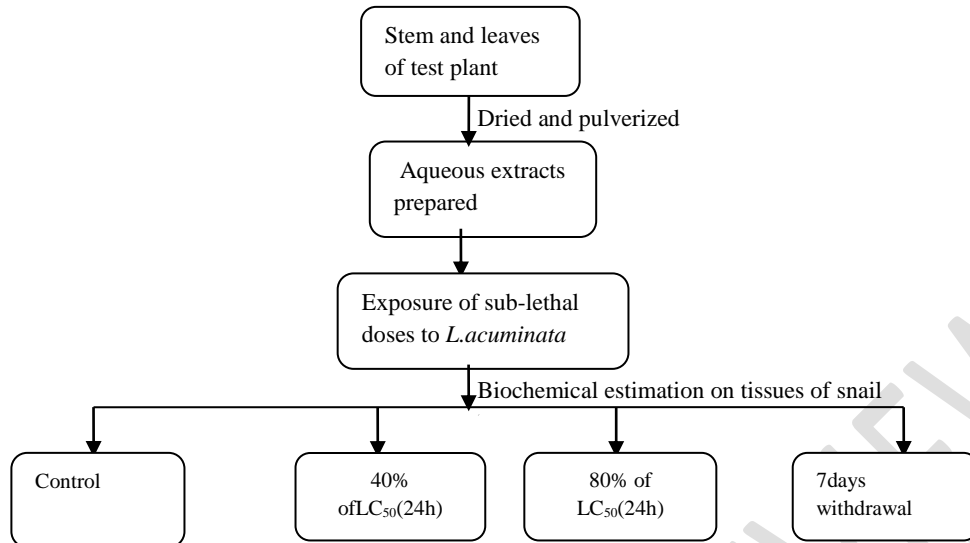 Stem and leaves
of test plant
Dried and pulverized
Aqueous extracts
prepared
Exposure of sub-lethal
doses to L.acuminata
Biochemical estimation on tissues of snail
Control
40%
ofLC₅₀(24h)
80% of
LC₅₀(24h)
7days
withdrawal